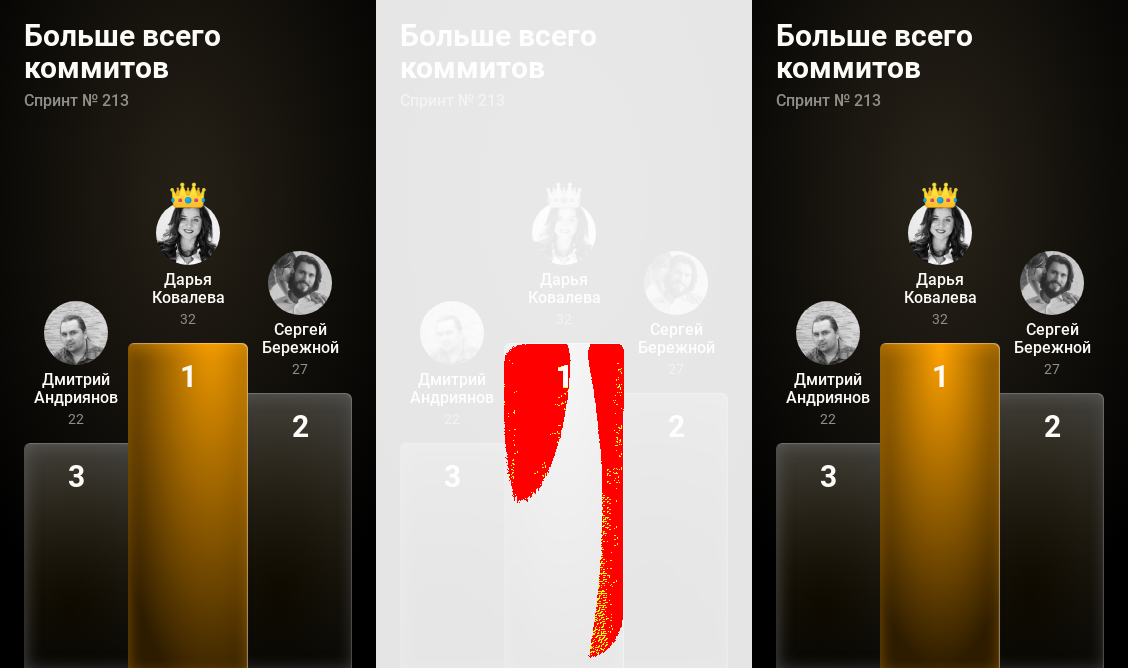 Больше всего
коммитов
Спринт № 213
Дарья
Ковалева
32
Сергей
Бережной
27
Дмитрий
Андриянов
22
1
2
3
Больше всего
коммитов
Спринт № 213
Дарья
Ковалева
32
Сергей
Бережной
27
Дмитрий
Андриянов
22
1
2
3
Больше всего
коммитов
Спринт № 213
Дарья
Ковалева
32
Сергей
Бережной
27
Дмитрий
Андриянов
22
1
2
3